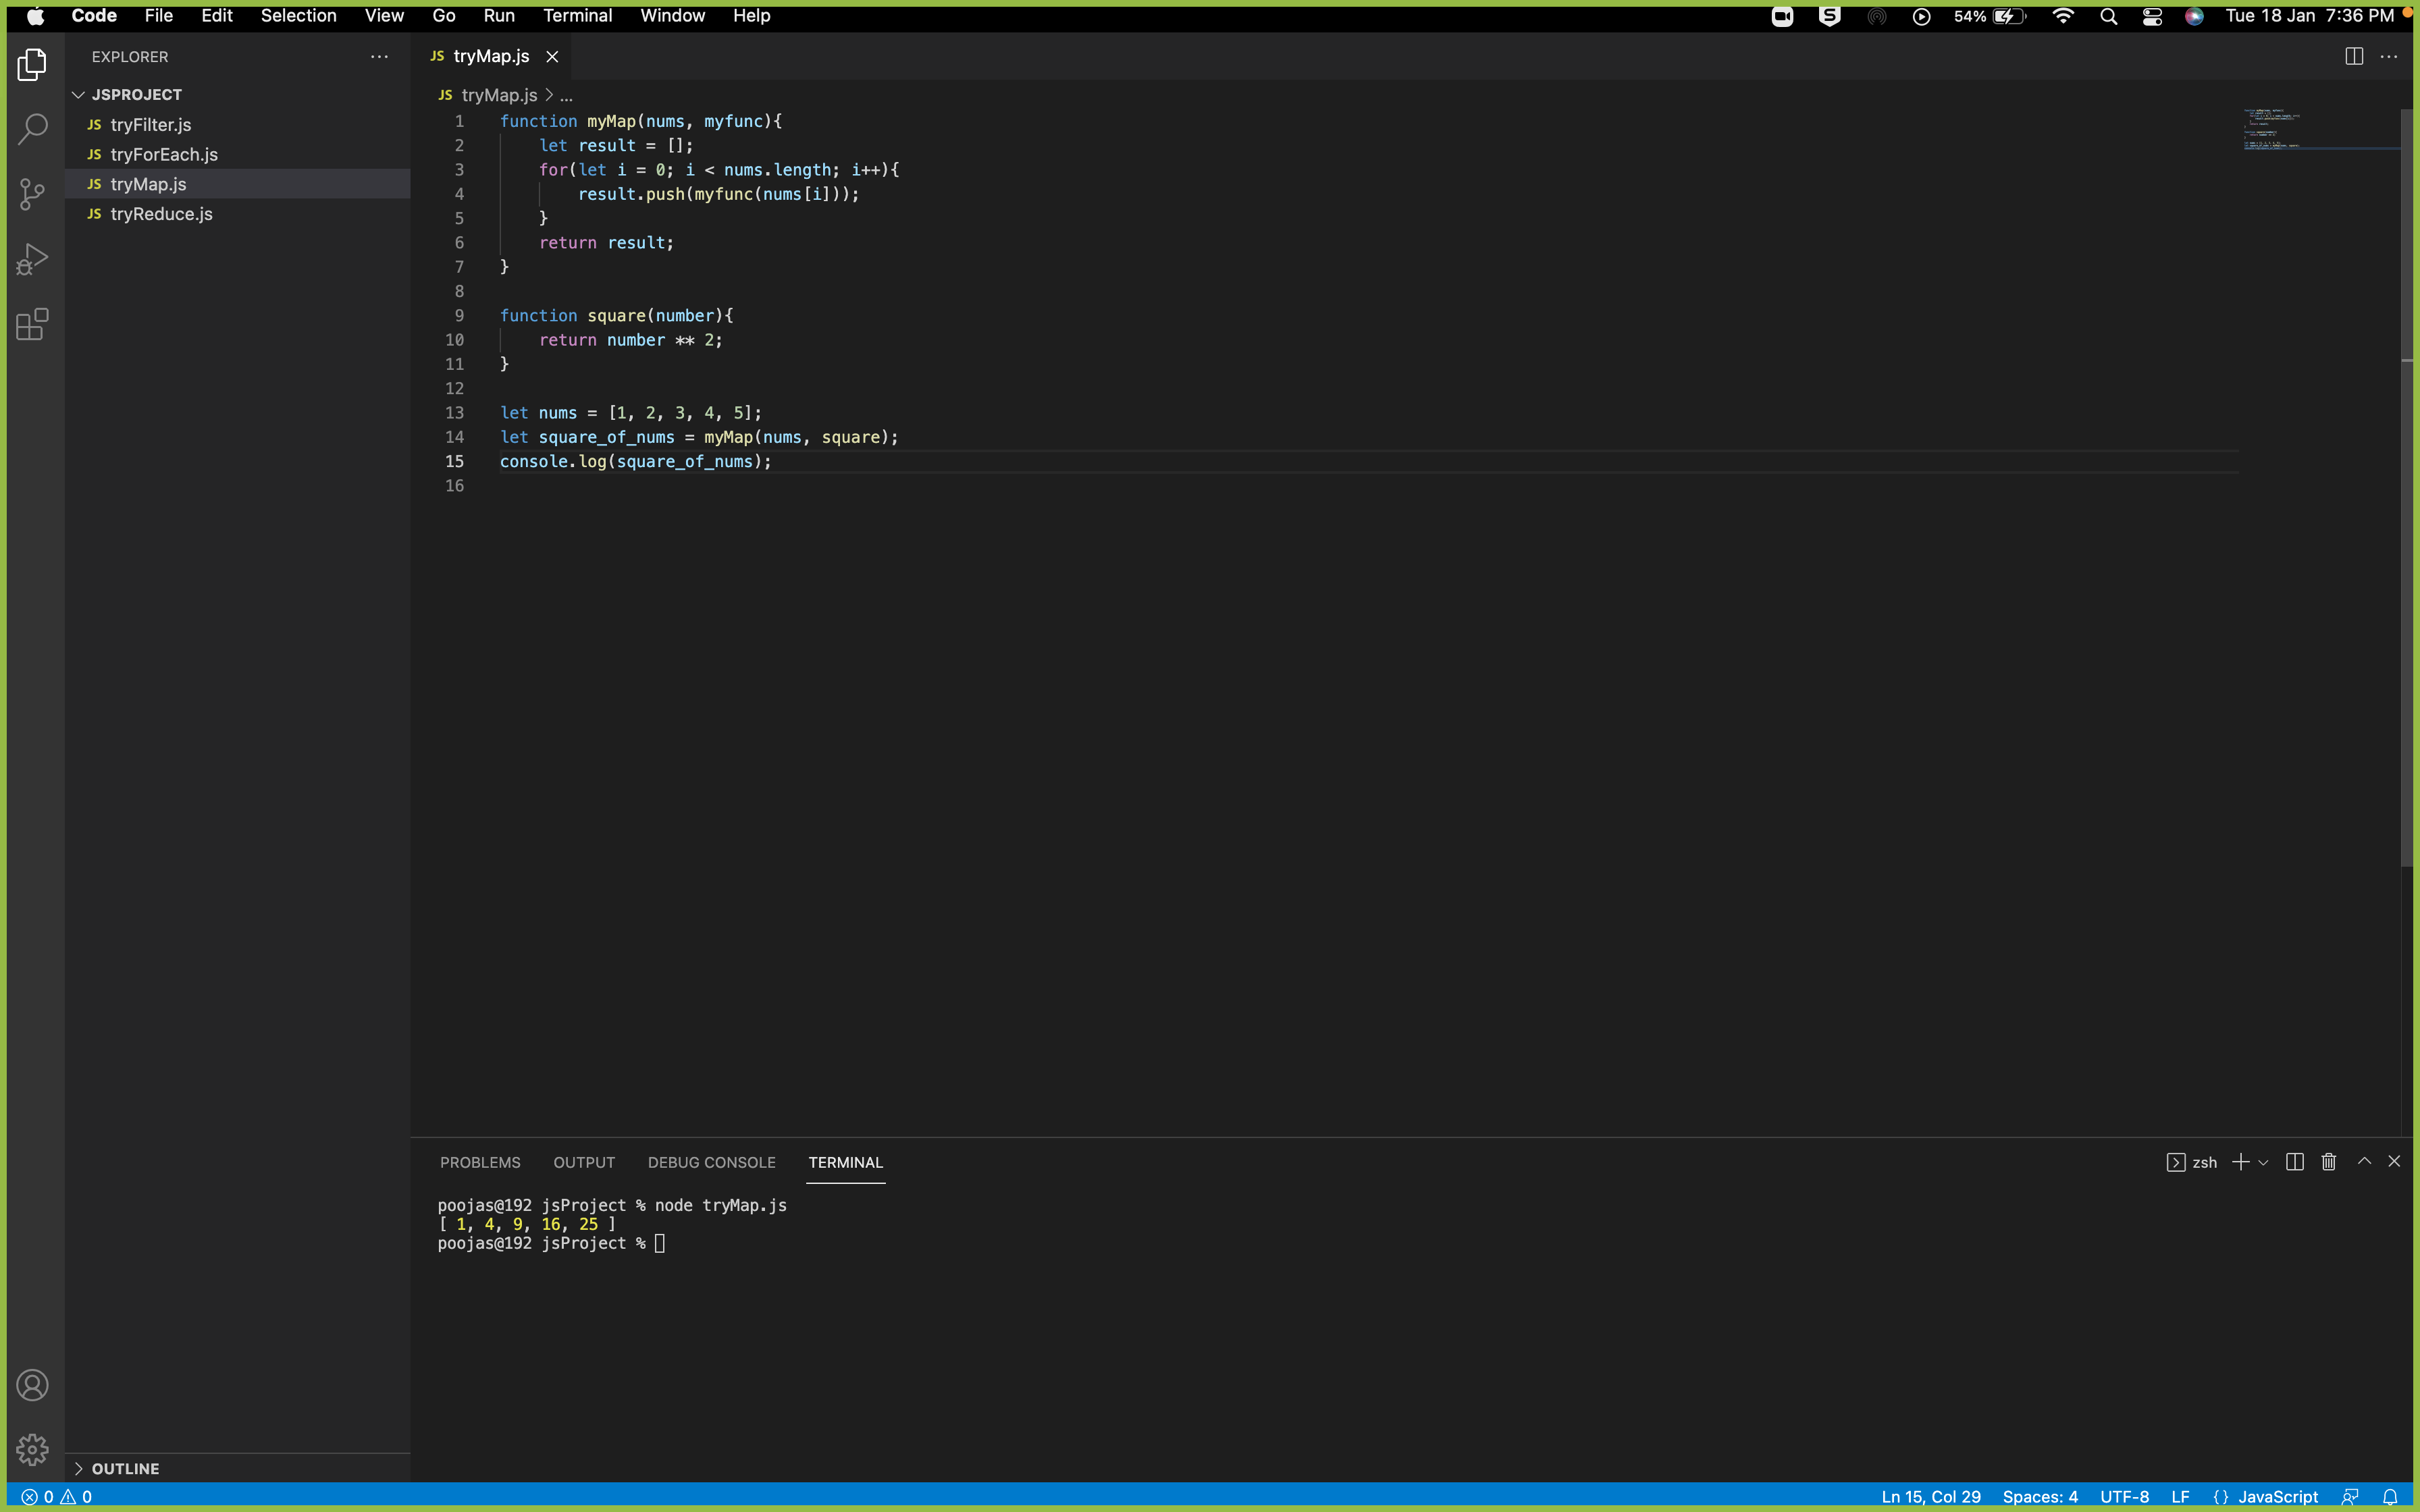 Code File Edit Selection View Go Run Terminal Window Help 54% Tue 18 Jan 7:36 PM
EXPLORER
JSPROJECT
JS tryFilter.js
JS tryForEach.js
JS tryMap.js
JS tryReduce.js
OUTLINE
JS tryMap.js
JS tryMap.js > ...
1 function myMap(nums, myfunc){
2     let result = [];
3     for(let i = 0; i < nums.length; i++){
4         result.push(myfunc(nums[i]));
5     }
6     return result;
7 }
8
9 function square(number){
10     return number ** 2;
11 }
12
13 let nums = [1, 2, 3, 4, 5];
14 let square_of_nums = myMap(nums, square);
15 console.log(square_of_nums);
16
PROBLEMS OUTPUT DEBUG CONSOLE TERMINAL zsh
poojas@192 jsProject % node tryMap.js
[ 1, 4, 9, 16, 25 ]
poojas@192 jsProject %
0 0 Ln 15, Col 29 Spaces: 4 UTF-8 LF {} JavaScript